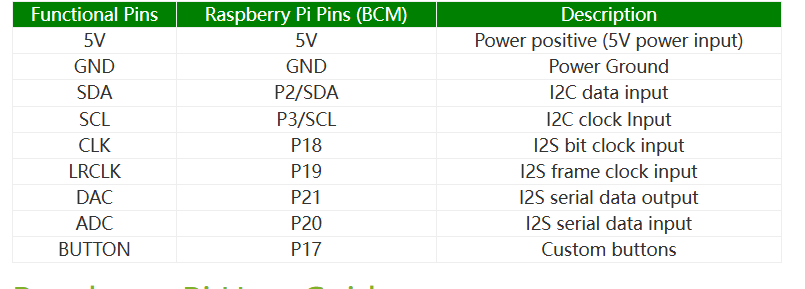 Functional Pins Raspberry Pi Pins (BCM) Description
5V 5V Power positive (5V power input)
GND GND Power Ground
SDA P2/SDA I2C data input
SCL P3/SCL I2C clock Input
CLK P18 I2S bit clock input
LRCLK P19 I2S frame clock input
DAC P21 I2S serial data output
ADC P20 I2S serial data input
BUTTON P17 Custom buttons